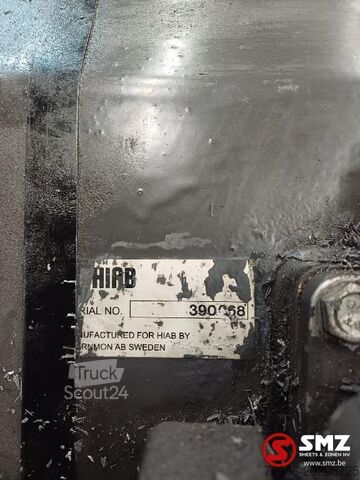 HIAB
RIAL NO. 390068
NUFACTURED FOR HIAB BY
RNMON AB SWEDEN
Truck
Scout24
SMZ
SHEETS & ZONEN NV
www.smz.be